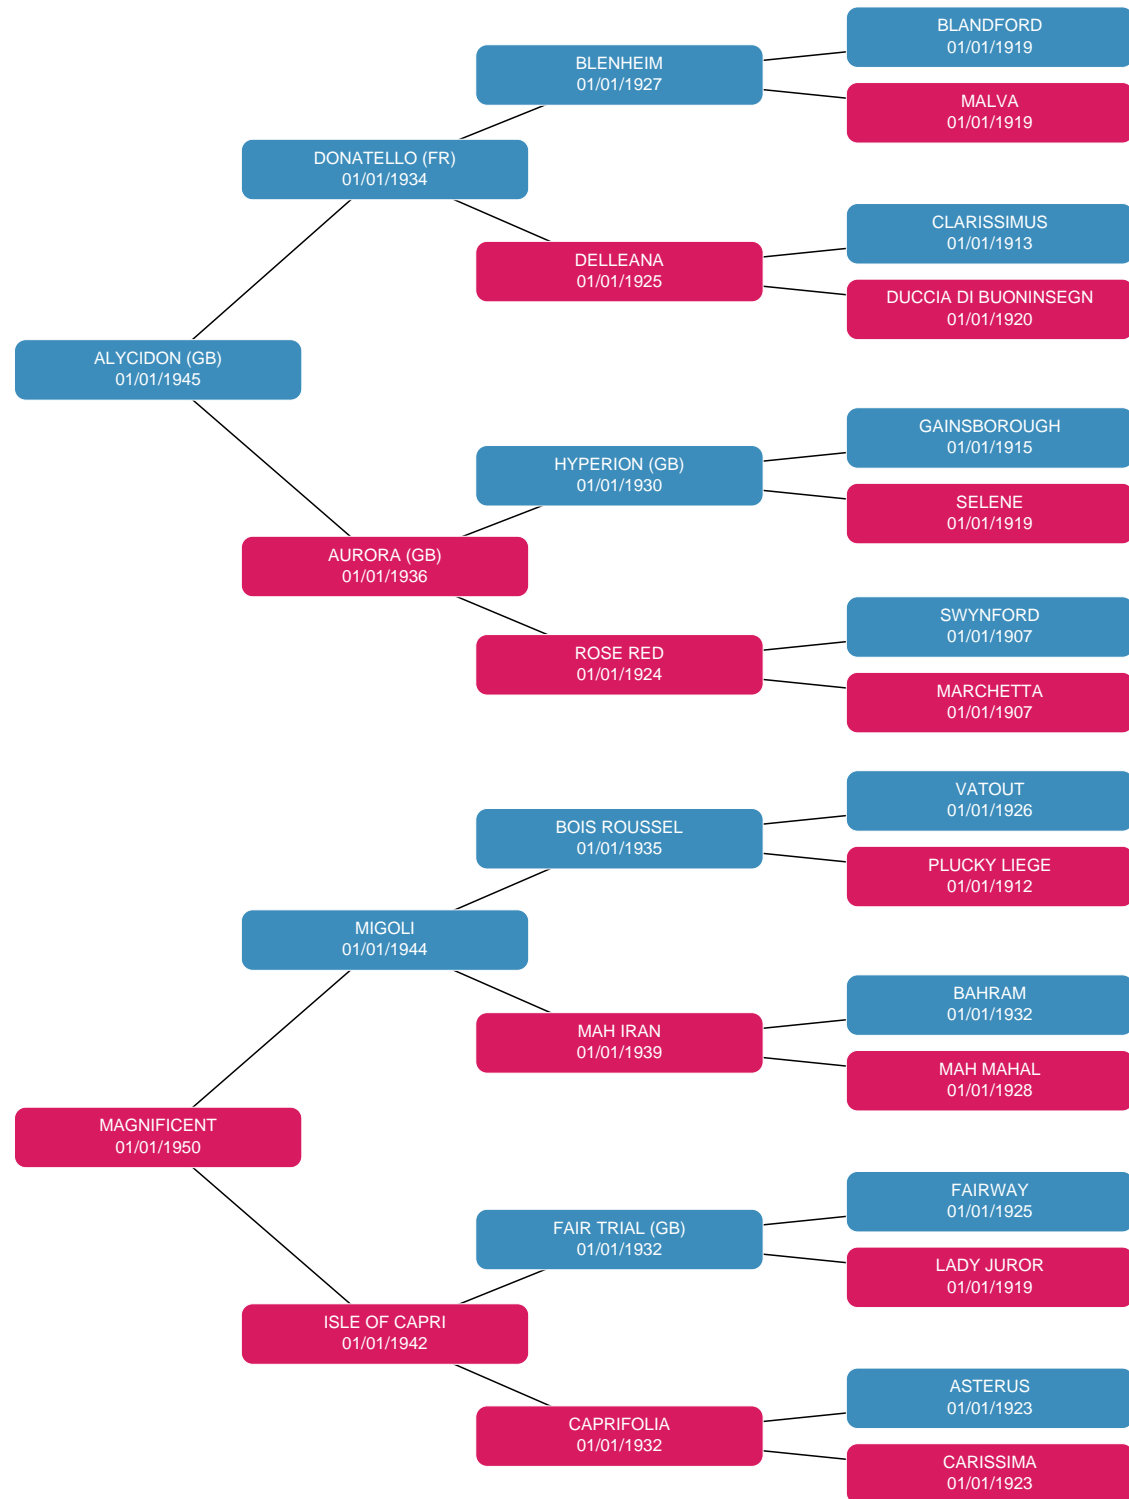 BLANDFORD
01/01/1919
BLENHEIM
01/01/1927
MALVA
01/01/1919
DONATELLO (FR)
01/01/1934
CLARISSIMUS
01/01/1913
DELLEANA
01/01/1925
DUCCIA DI BUONINSEGN
01/01/1920
ALYCIDON (GB)
01/01/1945
GAINSBOROUGH
01/01/1915
HYPERION (GB)
01/01/1930
SELENE
01/01/1919
AURORA (GB)
01/01/1936
SWYNFORD
01/01/1907
ROSE RED
01/01/1924
MARCHETTA
01/01/1907
VATOUT
01/01/1926
BOIS ROUSSEL
01/01/1935
PLUCKY LIEGE
01/01/1912
MIGOLI
01/01/1944
BAHRAM
01/01/1932
MAH IRAN
01/01/1939
MAH MAHAL
01/01/1928
MAGNIFICENT
01/01/1950
FAIRWAY
01/01/1925
FAIR TRIAL (GB)
01/01/1932
LADY JUROR
01/01/1919
ISLE OF CAPRI
01/01/1942
ASTERUS
01/01/1923
CAPRIFOLIA
01/01/1932
CARISSIMA
01/01/1923